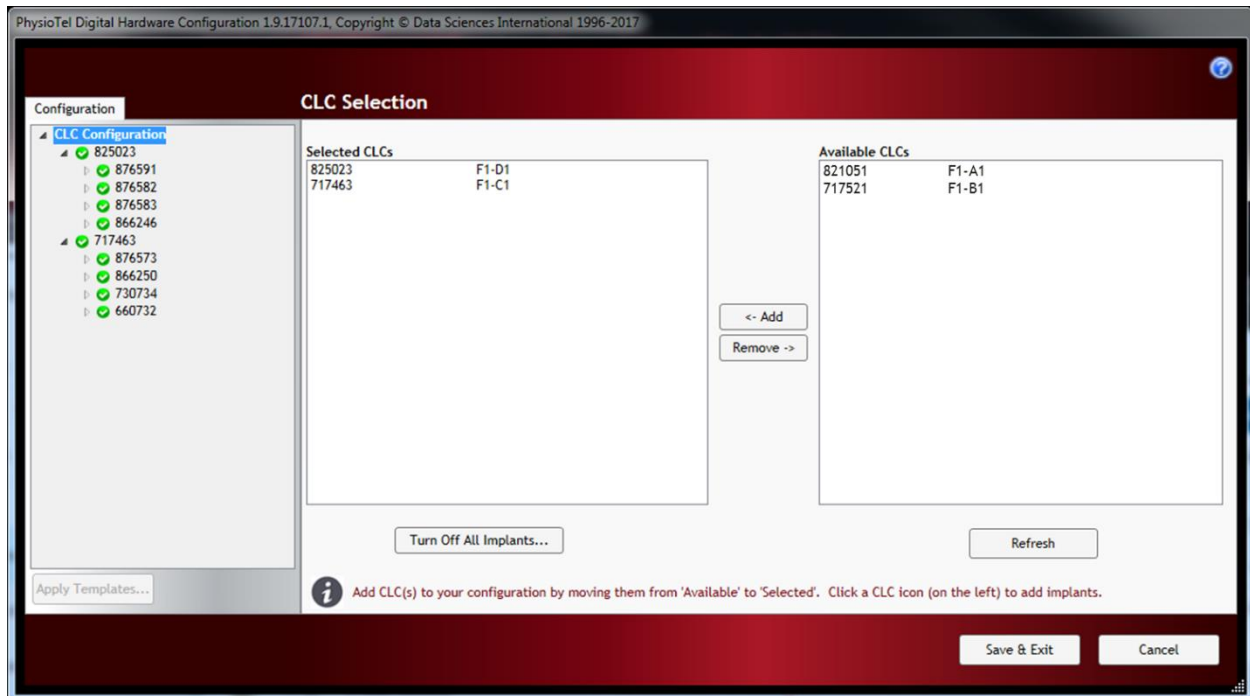 PhysioTel Digital Hardware Configuration 1.9.17107.1, Copyright © Data Sciences International 1996-2017
Configuration
CLC Configuration
825023
876591
876582
876583
866246
717463
876573
866250
730734
660732
Apply Templates...
CLC Selection
Selected CLCs
825023 F1-D1
717463 F1-C1
<- Add
Remove ->
Available CLCs
821051 F1-A1
717521 F1-B1
Turn Off All Implants...
Refresh
Add CLC(s) to your configuration by moving them from 'Available' to 'Selected'. Click a CLC icon (on the left) to add implants.
Save & Exit
Cancel